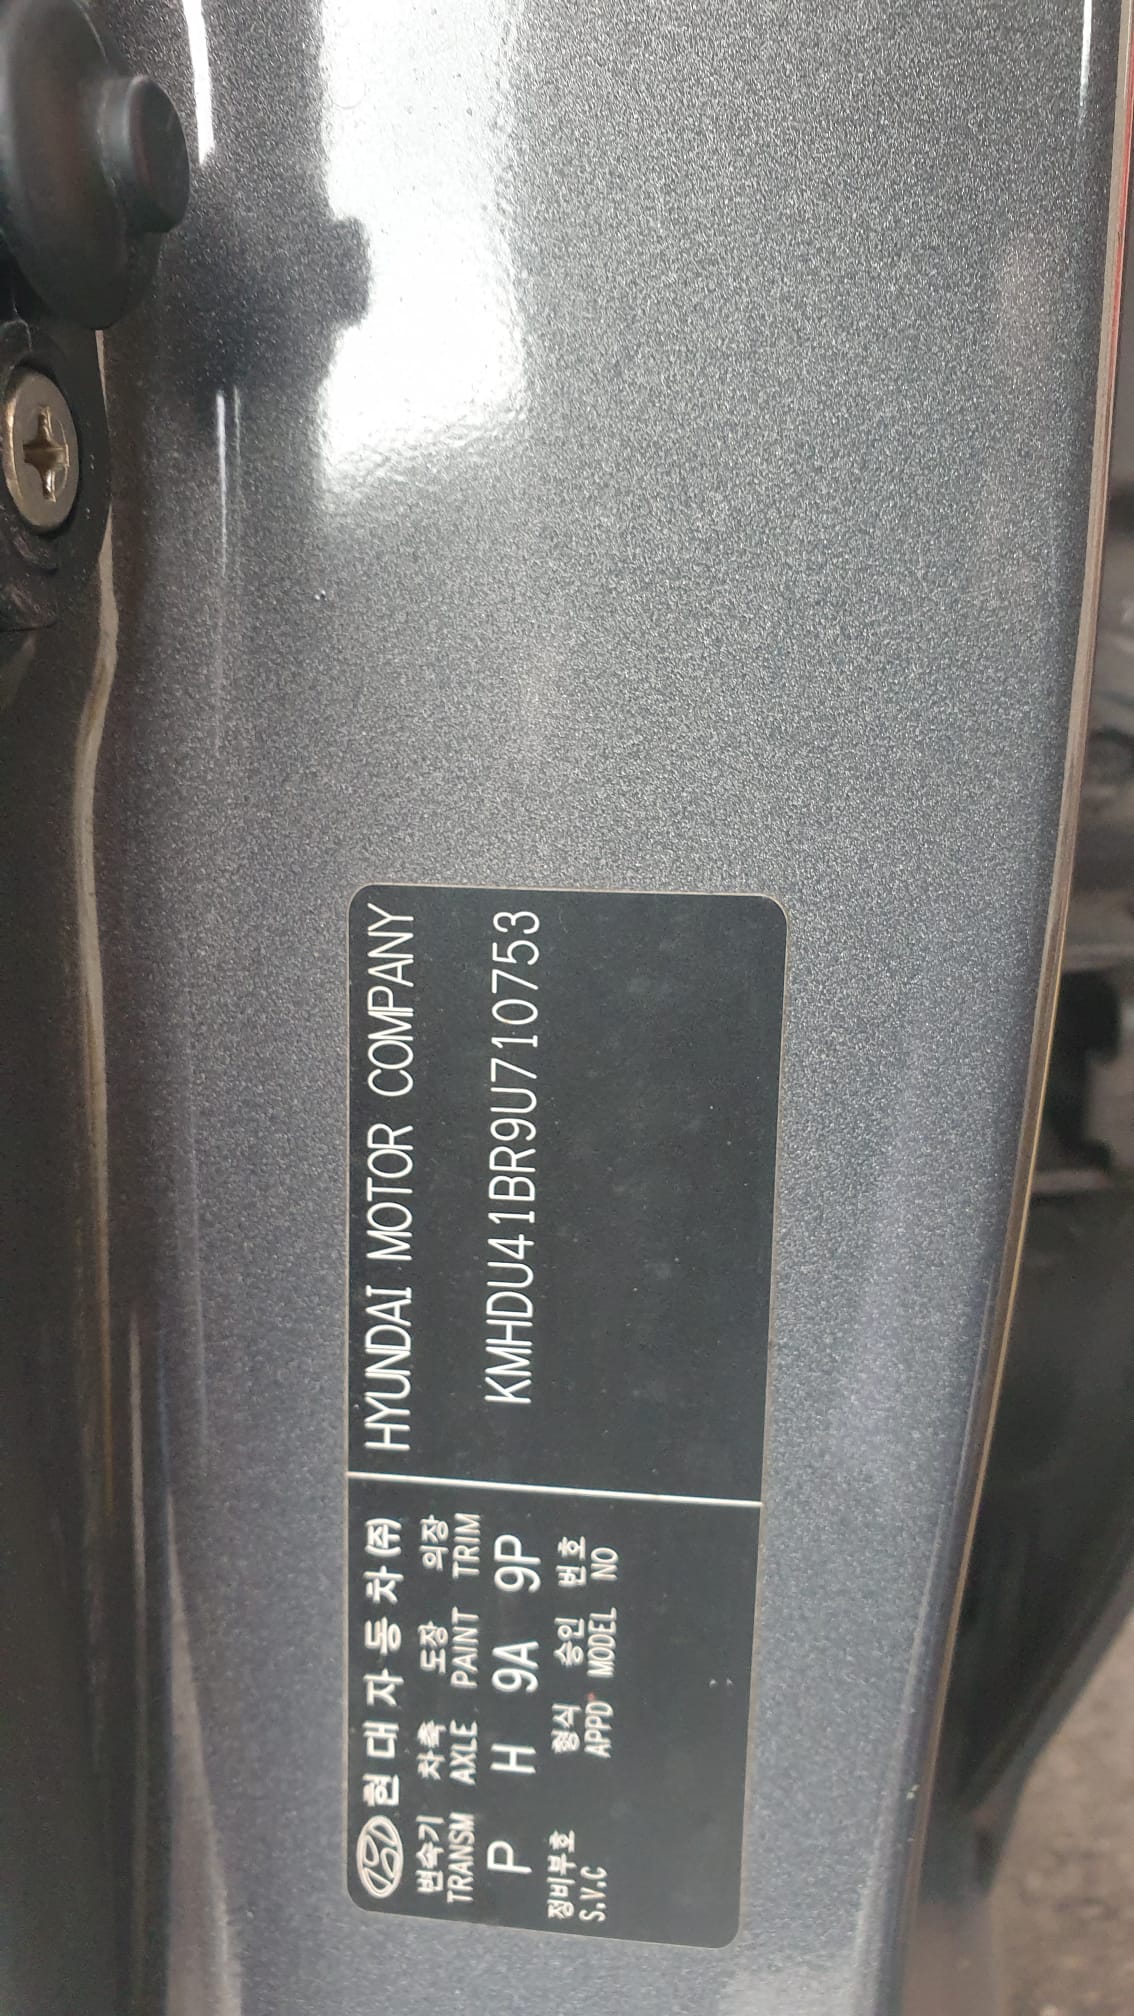 현대자동차(주)
변속기 차축 도장 의장
TRANSM AXLE PAINT TRIM
P H 9A 9P
정비부호 형식 승인 번호
S.V.C APPD MODEL NO
HYUNDAI MOTOR COMPANY
KMHDU41BR9U710753